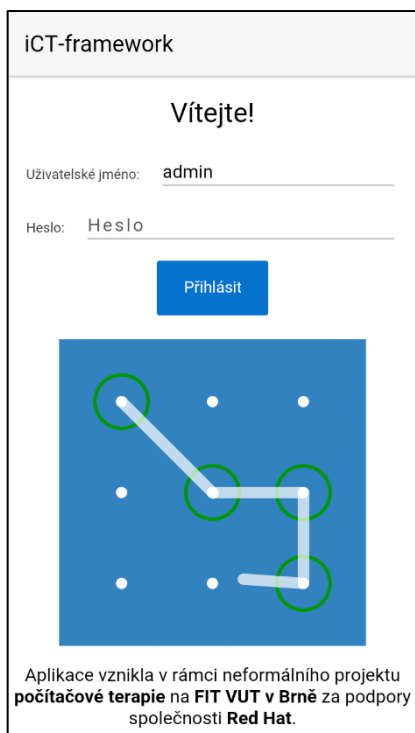 iCT-framework
Vítejte!
Uživatelské jméno: admin
Heslo: Heslo
Přihlásit
Aplikace vznikla v rámci neformálního projektu
počítačové terapie na FIT VUT v Brně za podpory
společnosti Red Hat.